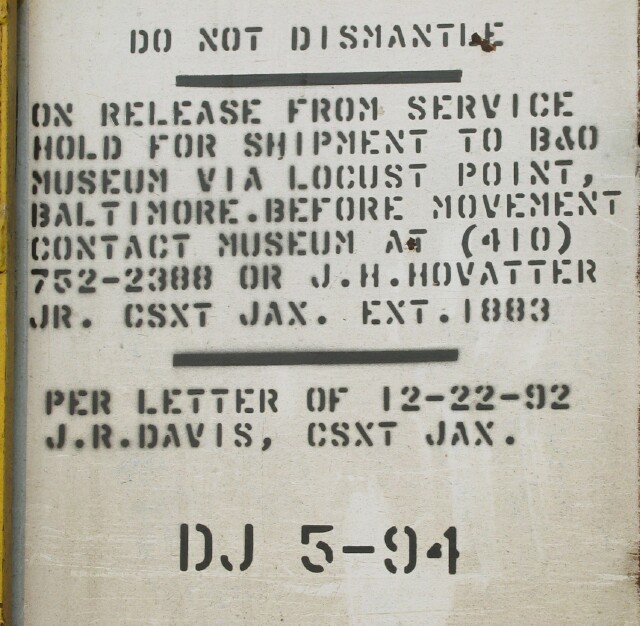 DO NOT DISMANTLE
ON RELEASE FROM SERVICE
HOLD FOR SHIPMENT TO B&O
MUSEUM VIA LOCUST POINT,
BALTIMORE.BEFORE MOVEMENT
CONTACT MUSEUM AT (410)
752-2388 OR J.H.HOVATTER
JR. CSXT JAX. EXT.1883
PER LETTER OF 12-22-92
J.R.DAVIS, CSXT JAX.
DJ 5-94